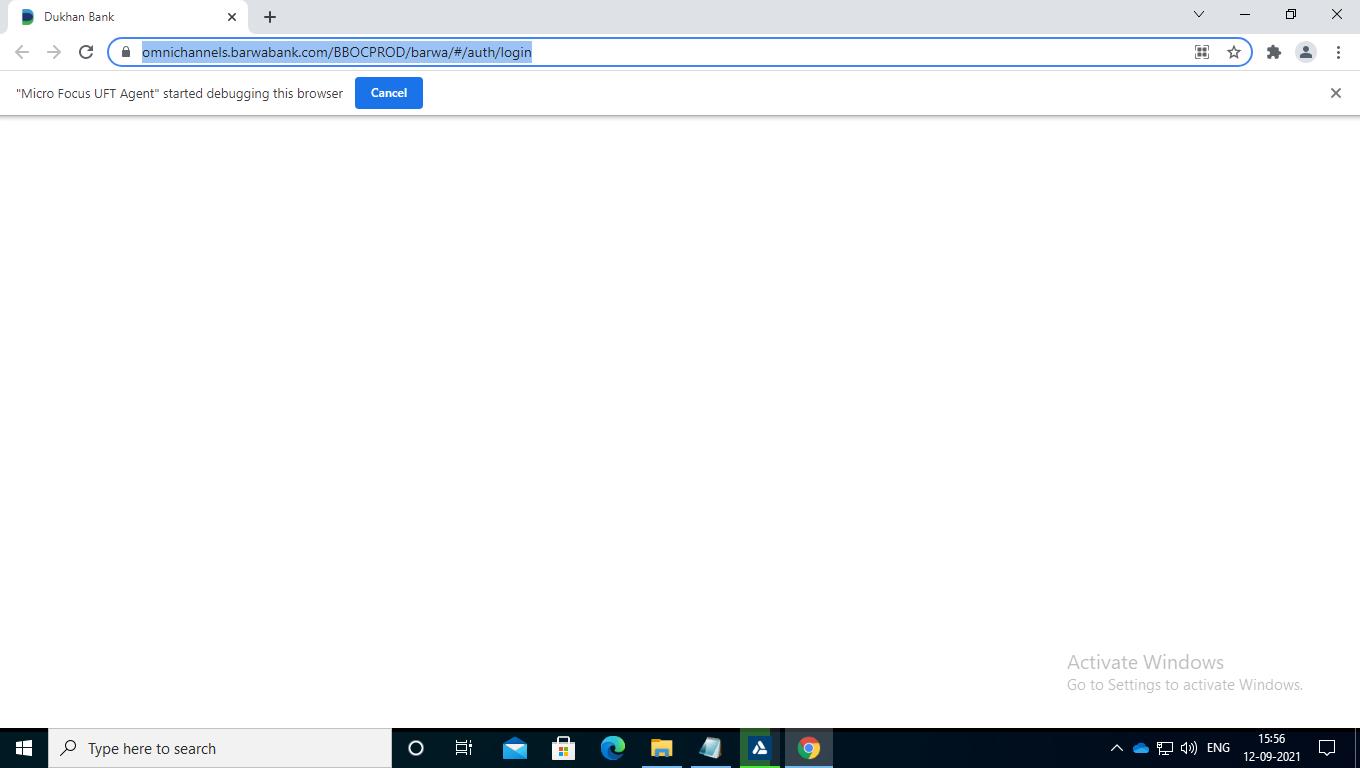 Dukhan Bank
omnichannels.barwabank.com/BBOCPROD/barwa/#/auth/login
"Micro Focus UFT Agent" started debugging this browser
Cancel
Activate Windows
Go to Settings to activate Windows.
Type here to search
ENG
15:56
12-09-2021